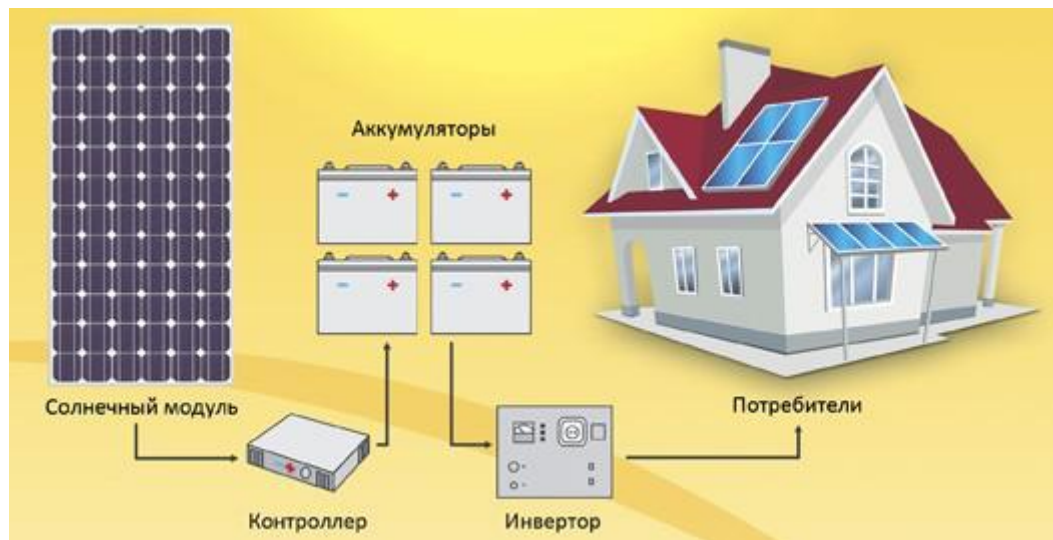 Аккумуляторы
Солнечный модуль
Потребители
Контроллер
Инвертор